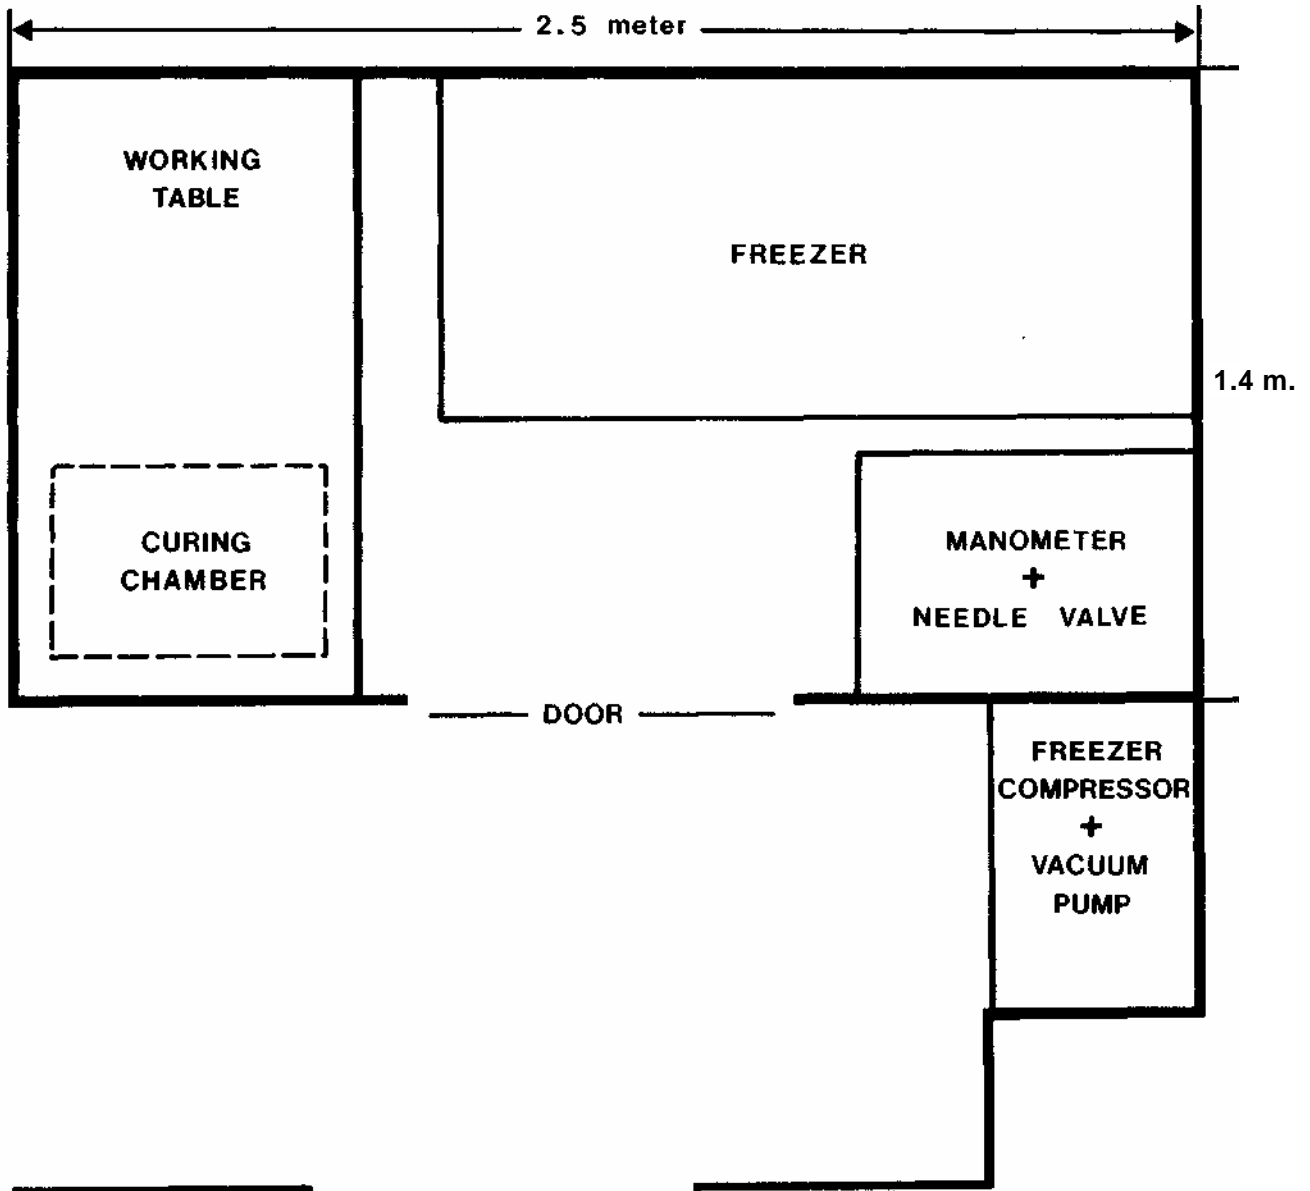 2.5 meter
WORKING
TABLE
FREEZER
1.4 m.
CURING
CHAMBER
MANOMETER
+
NEEDLE VALVE
DOOR
FREEZER
COMPRESSOR
+
VACUUM
PUMP